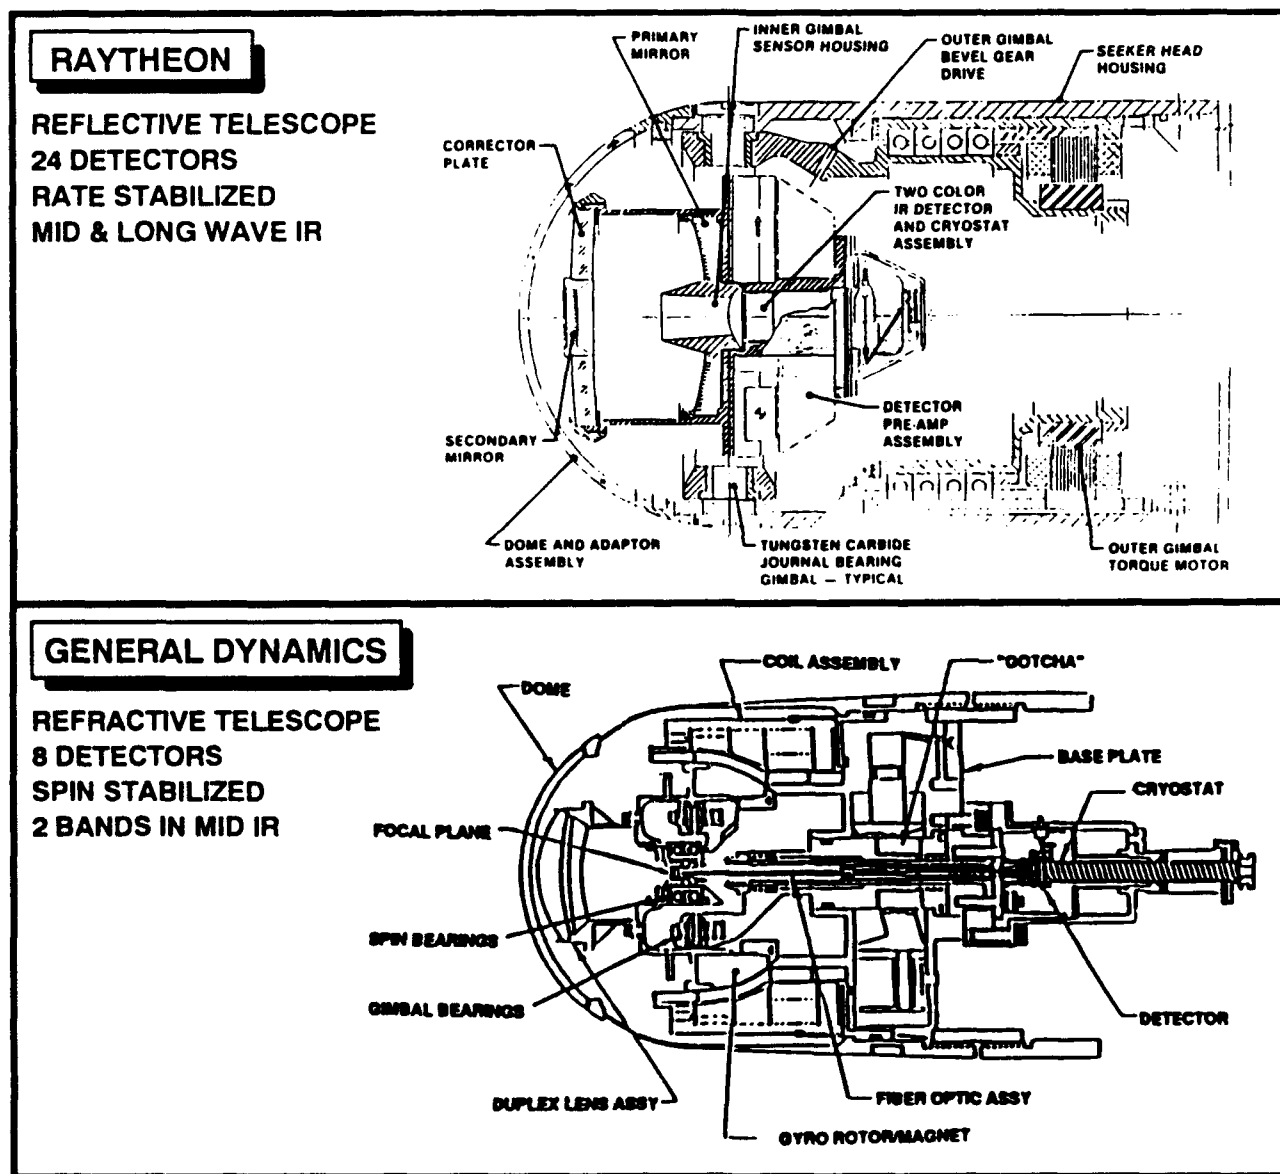 RAYTHEON
REFLECTIVE TELESCOPE
24 DETECTORS
RATE STABILIZED
MID & LONG WAVE IR
PRIMARY
MIRROR
INNER GIMBAL
SENSOR HOUSING
OUTER GIMBAL
BEVEL GEAR
DRIVE
SEEKER HEAD
HOUSING
CORRECTOR
PLATE
TWO COLOR
IR DETECTOR
AND CRYOSTAT
ASSEMBLY
DETECTOR
PRE-AMP
ASSEMBLY
SECONDARY
MIRROR
DOME AND ADAPTOR
ASSEMBLY
TUNGSTEN CARBIDE
JOURNAL BEARING
GIMBAL – TYPICAL
OUTER GIMBAL
TORQUE MOTOR
GENERAL DYNAMICS
REFRACTIVE TELESCOPE
8 DETECTORS
SPIN STABILIZED
2 BANDS IN MID IR
COIL ASSEMBLY
"GOTCHA"
DOME
BASE PLATE
CRYOSTAT
FOCAL PLANE
SPIN BEARINGS
GIMBAL BEARINGS
DETECTOR
DUPLEX LENS ASSY
FIBER OPTIC ASSY
GYRO ROTOR/MAGNET